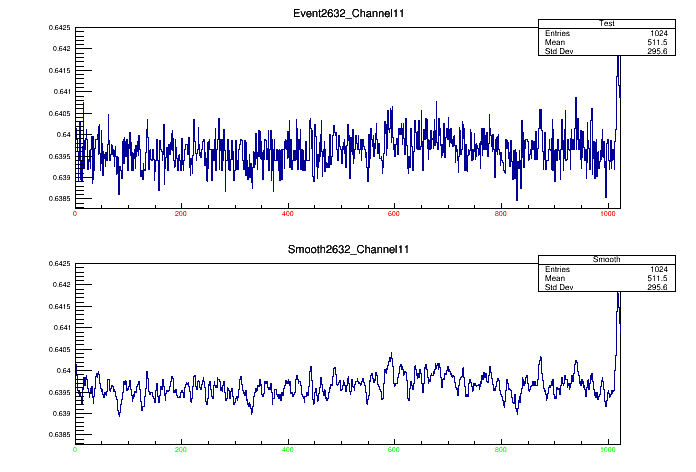 Event2632_Channel11
Test
Entries 1024
Mean 511.5
Std Dev 295.6
0.6425
0.642
0.6415
0.641
0.6405
0.64
0.6395
0.639
0.6385
0 200 400 600 800 1000
Smooth2632_Channel11
Smooth
Entries 1024
Mean 511.5
Std Dev 295.6
0.6425
0.642
0.6415
0.641
0.6405
0.64
0.6395
0.639
0.6385
0 200 400 600 800 1000